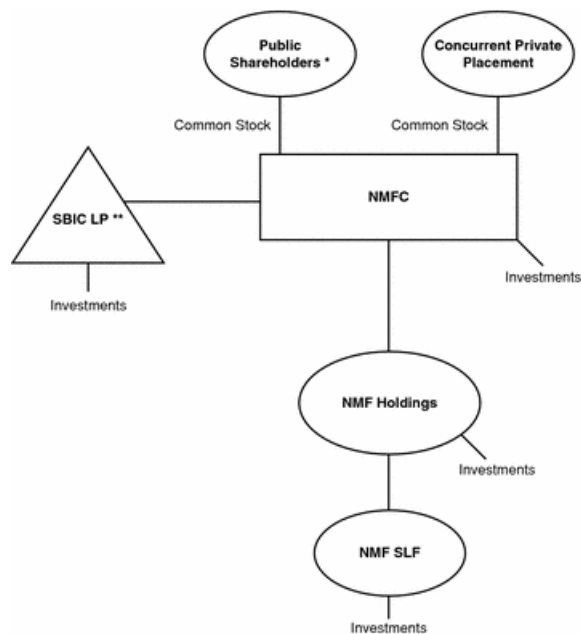 Public
Shareholders *
Concurrent Private
Placement
Common Stock
Common Stock
NMFC
SBIC LP **
Investments
Investments
NMF Holdings
Investments
NMF SLF
Investments